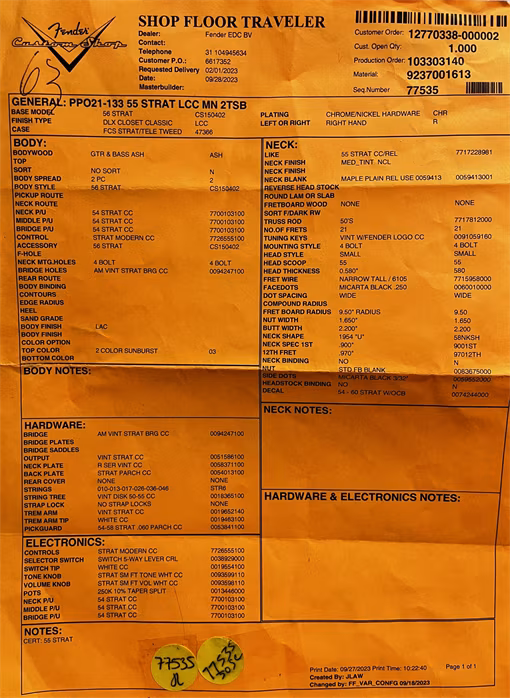 Fender
Custom Shop
63
SHOP FLOOR TRAVELER
Dealer: Fender EDC BV
Contact:
Telephone 31 104945634
Customer P.O.: 6617352
Requested Delivery 02/01/2023
Date: 09/28/2023
Masterbuilder:
Customer Order: 12770338-000002
Cust. Open Qty: 1.000
Production Order: 103303140
Material: 9237001613
Seq.Number 77535
GENERAL: PPO21-133 55 STRAT LCC MN 2TSB
BASE MODEL 56 STRAT CS150402 PLATING CHROME/NICKEL HARDWARE CHR
FINISH TYPE DLX CLOSET CLASSIC LCC LEFT OR RIGHT RIGHT HAND R
CASE FCS STRAT/TELE TWEED 47366
BODY:
BODYWOOD GTR & BASS ASH ASH
TOP
SORT NO SORT N
BODY SPREAD 2 PC 2
BODY STYLE 56 STRAT CS150402
PICKUP ROUTE
NECK ROUTE
NECK P/U 54 STRAT CC 7700103100
MIDDLE P/U 54 STRAT CC 7700103100
BRIDGE P/U 54 STRAT CC 7700103100
CONTROL STRAT MODERN CC 7726555100
ACCESSORY 56 STRAT CS150402
F-HOLE
NECK MTG.HOLES 4 BOLT 4 BOLT
BRIDGE HOLES AM VINT STRAT BRG CC 0094247100
REAR ROUTE
BODY BINDING
CONTOURS
EDGE RADIUS
HEEL
SAND GRADE
BODY FINISH LAC
BODY FINISH
COLOR OPTION
TOP COLOR 2 COLOR SUNBURST 03
BOTTOM COLOR
BODY NOTES:
HARDWARE:
BRIDGE AM VINT STRAT BRG CC 0094247100
BRIDGE PLATES
BRIDGE SADDLES
OUTPUT VINT STRAT CC 0051586100
NECK PLATE R SER VINT CC 0058371100
BACK PLATE STRAT PARCH CC 0054013100
REAR COVER NONE NONE
STRINGS 010-013-017-026-036-046 STR6
STRING TREE VINT DISK 50-55 CC 0018365100
STRAP LOCK NO STRAP LOCKS NONE
TREM ARM VINT STRAT CC 0019652140
TREM ARM TIP WHITE CC 0019463100
PICKGUARD 54-58 STRAT .060 PARCH CC 0053841100
ELECTRONICS:
CONTROLS STRAT MODERN CC 7726555100
SELECTOR SWITCH SWITCH 5-WAY LEVER CRL 0038929000
SWITCH TIP WHITE CC 0019554100
TONE KNOB STRAT SM FT TONE WHT CC 0093599110
VOLUME KNOB STRAT SM FT VOL WHT CC 0093598110
POTS 250K 10% TAPER SPLIT 0013446000
NECK P/U 54 STRAT CC 7700103100
MIDDLE P/U 54 STRAT CC 7700103100
BRIDGE P/U 54 STRAT CC 7700103100
NECK:
LIKE 55 STRAT CC/REL 7717228981
NECK FINISH MED_TINT. NCL
NECK FINISH
NECK BLANK MAPLE PLAIN REL USE 0059413 0059413001
REVERSE HEAD STOCK
ROUND LAM OR SLAB
FRETBOARD WOOD NONE NONE
SORT F/DARK RW
TRUSS ROD 50'S 7717812000
NO.OF FRETS 21 21
TUNING KEYS VINT W/FENDER LOGO CC 0091059160
MOUNTING STYLE 4 BOLT 4 BOLT
HEAD STYLE SMALL SMALL
HEAD SCOOP 55 55
HEAD THICKNESS 0.580" 580
FRET WIRE NARROW TALL / 6105 7715958000
FACEDOTS MICARTA BLACK .250 0060010000
DOT SPACING WIDE WIDE
COMPOUND RADIUS
FRET BOARD RADIUS 9.50" RADIUS 9.50
NUT WIDTH 1.650" 1.650
BUTT WIDTH 2.200" 2.200
NECK SHAPE 1954 "U" 58NKSH
NECK SPEC 1ST .900" 9001ST
12TH FRET .970" 97012TH
NECK BINDING NO N
NUT STD FB BLANK 0083675000
SIDE DOTS MICARTA BLACK 3/32" 0059552000
HEADSTOCK BINDING NO N
DECAL 54 - 60 STRAT W/OCB 0074244000
NECK NOTES:
HARDWARE & ELECTRONICS NOTES:
NOTES:
CERT: 55 STRAT
77535
Print Date: 09/27/2023 Print Time: 10:22:40 Page 1 of 1
Created By: JLAW
Changed by: FF_VAR_CONFG 09/18/2023